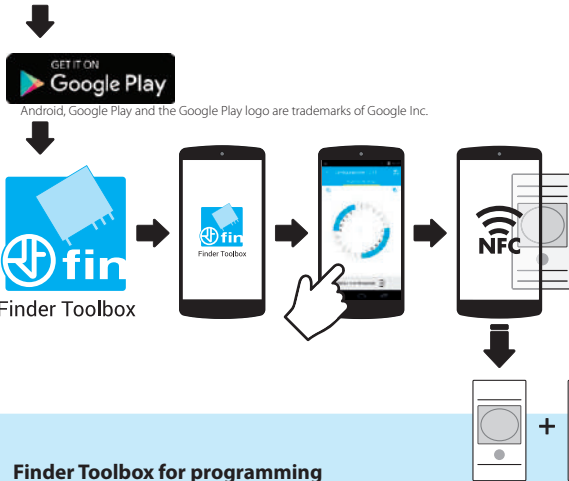 GET IT ON
Google Play
Android, Google Play and the Google Play logo are trademarks of Google Inc.
fin
Finder Toolbox
fin
Finder Toolbox
NFC
+
Finder Toolbox for programming